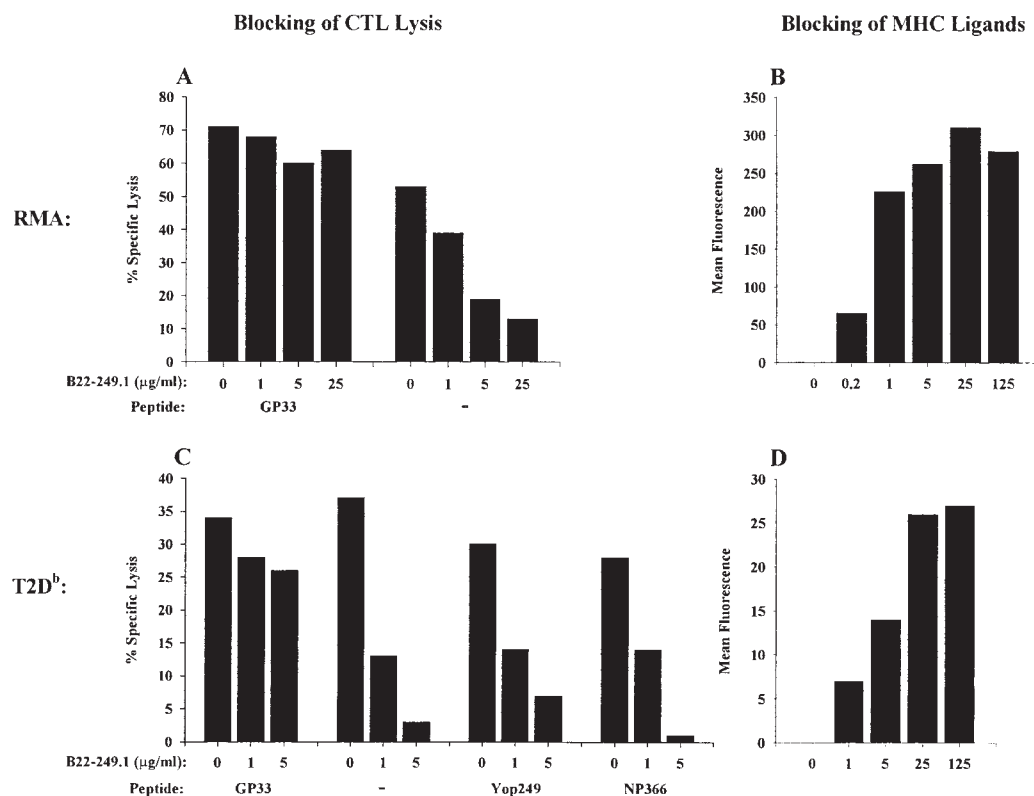 Blocking of CTL Lysis
Blocking of MHC Ligands
RMA:
A
% Specific Lysis
80
70
60
50
40
30
20
10
0
B22-249.1 (µg/ml): 0 1 5 25 0 1 5 25
Peptide: GP33 -
B
Mean Fluorescence
350
300
250
200
150
100
50
0
0 0.2 1 5 25 125
T2Dᵇ:
C
% Specific Lysis
40
35
30
25
20
15
10
5
0
B22-249.1 (µg/ml): 0 1 5 0 1 5 0 1 5 0 1 5
Peptide: GP33 - Yop249 NP366
D
Mean Fluorescence
30
25
20
15
10
5
0
0 1 5 25 125